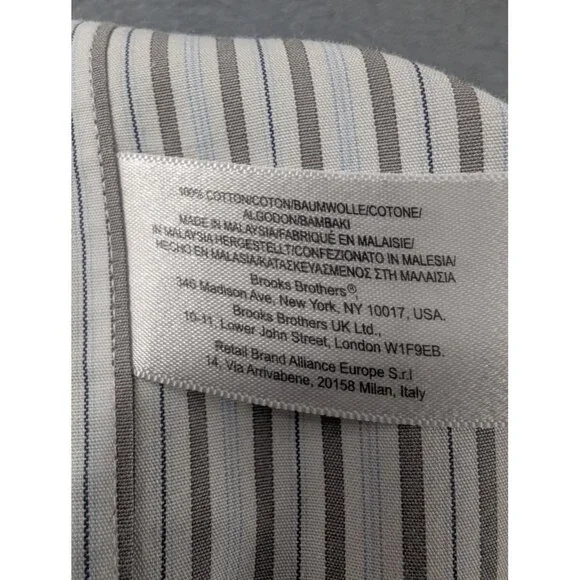 100% COTTON/COTON/BAUMWOLLE/COTONE/
ALGODON/BAMBAKI
MADE IN MALAYSIA/FABRIQUÉ EN MALAISIE/
IN MALAYSIA HERGESTELLT/CONFEZIONATO IN MALESIA/
HECHO EN MALASIA/ΚΑΤΑΣΚΕΥΑΣΜΕΝΟΣ ΣΤΗ ΜΑΛΑΙΣΙΑ
Brooks Brothers®,
346 Madison Ave, New York, NY 10017, USA.
Brooks Brothers UK Ltd.,
10-11, Lower John Street, London W1F9EB.
Retail Brand Alliance Europe S.r.l
14, Via Arrivabene, 20158 Milan, Italy